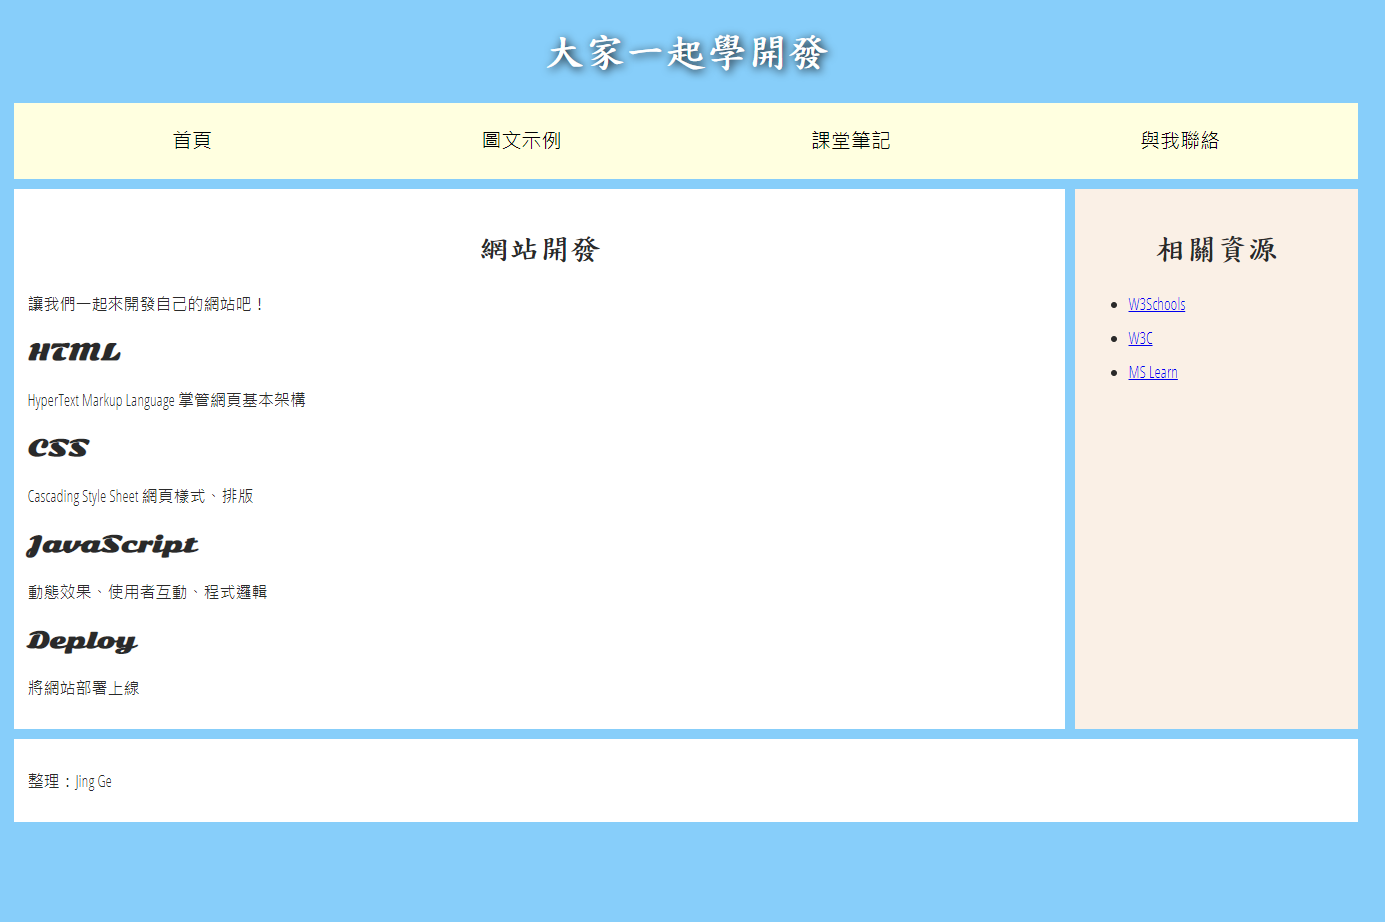 大家一起學開發
首頁 圖文示例 課堂筆記 與我聯絡
網站開發
讓我們一起來開發自己的網站吧！
HTML
HyperText Markup Language 掌管網頁基本架構
CSS
Cascading Style Sheet 網頁樣式、排版
JavaScript
動態效果、使用者互動、程式邏輯
Deploy
將網站部署上線
相關資源
W3Schools
W3C
MS Learn
整理：Jing Ge